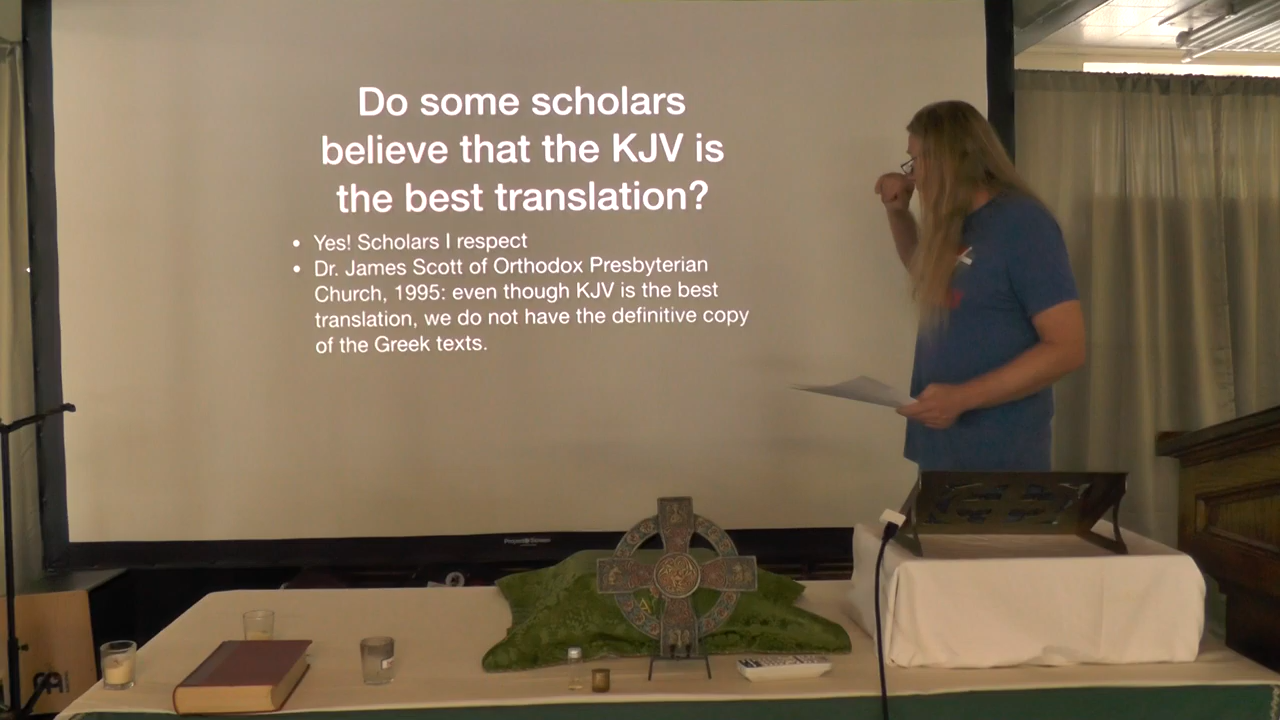 Do some scholars
believe that the KJV is
the best translation?
• Yes! Scholars I respect
• Dr. James Scott of Orthodox Presbyterian
Church, 1995: even though KJV is the best
translation, we do not have the definitive copy
of the Greek texts.